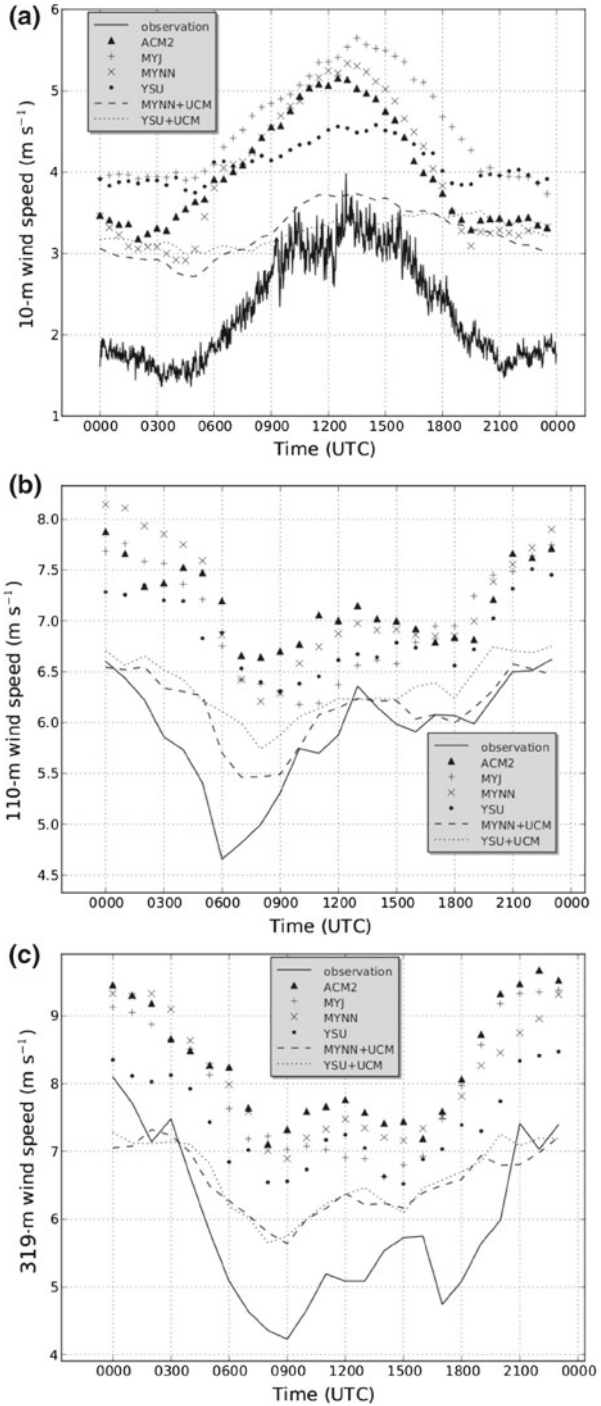 (a)
observation
ACM2
MYJ
MYNN
YSU
MYNN+UCM
YSU+UCM
10-m wind speed (m s⁻¹)
6
5
4
3
2
1
0000 0300 0600 0900 1200 1500 1800 2100 0000
Time (UTC)
(b)
110-m wind speed (m s⁻¹)
8.0
7.5
7.0
6.5
6.0
5.5
5.0
4.5
observation
ACM2
MYJ
MYNN
YSU
MYNN+UCM
YSU+UCM
0000 0300 0600 0900 1200 1500 1800 2100 0000
Time (UTC)
(c)
observation
ACM2
MYJ
MYNN
YSU
MYNN+UCM
YSU+UCM
319-m wind speed (m s⁻¹)
9
8
7
6
5
4
0000 0300 0600 0900 1200 1500 1800 2100 0000
Time (UTC)